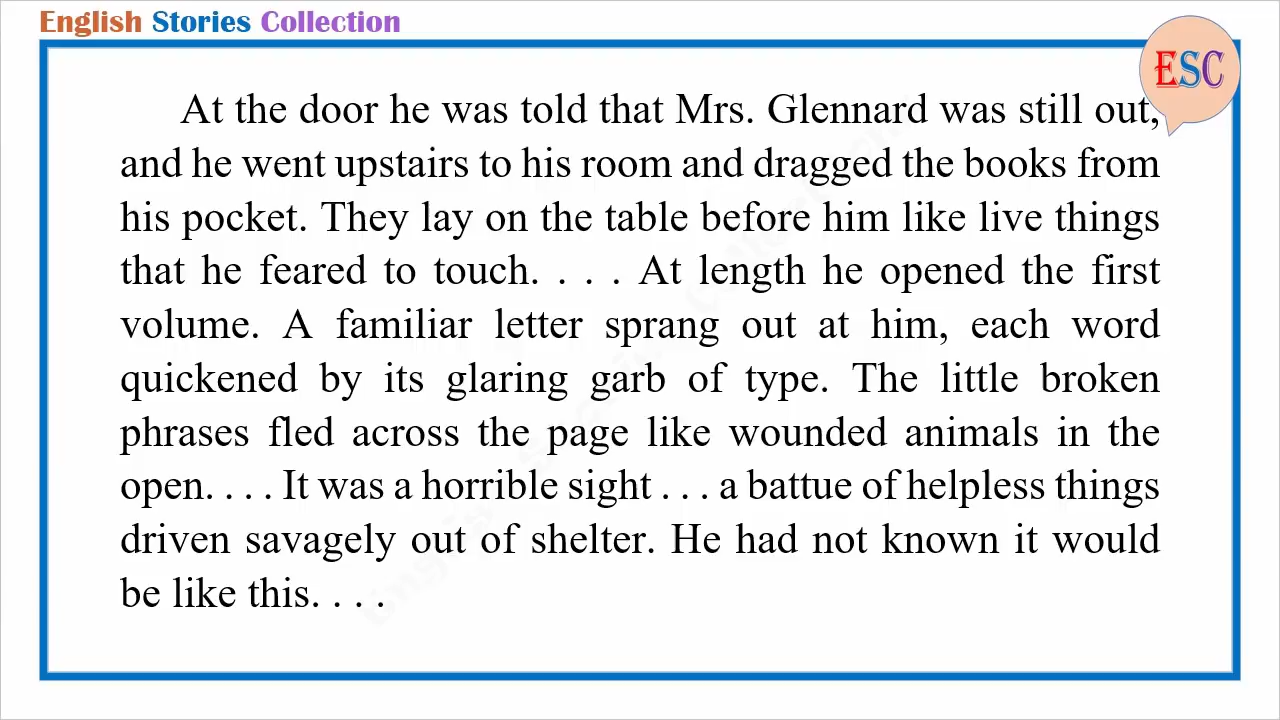 English Stories Collection
ESC
At the door he was told that Mrs. Glennard was still out,
and he went upstairs to his room and dragged the books from
his pocket. They lay on the table before him like live things
that he feared to touch. . . . At length he opened the first
volume. A familiar letter sprang out at him, each word
quickened by its glaring garb of type. The little broken
phrases fled across the page like wounded animals in the
open. . . . It was a horrible sight . . . a battue of helpless things
driven savagely out of shelter. He had not known it would
be like this. . . .